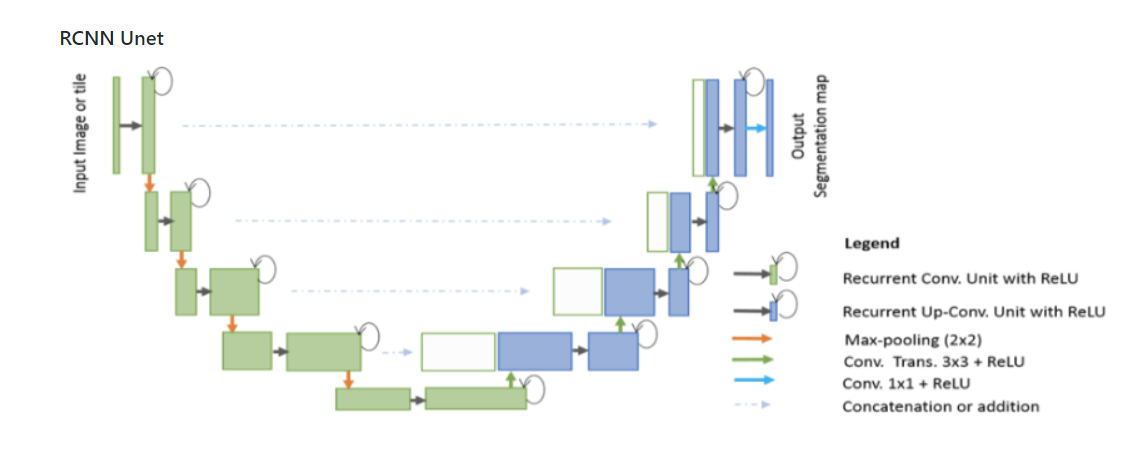 RCNN Unet
Input Image or tile
Output
Segmentation map
Legend
Recurrent Conv. Unit with ReLU
Recurrent Up-Conv. Unit with ReLU
Max-pooling (2x2)
Conv. Trans. 3x3 + ReLU
Conv. 1x1 + ReLU
Concatenation or addition